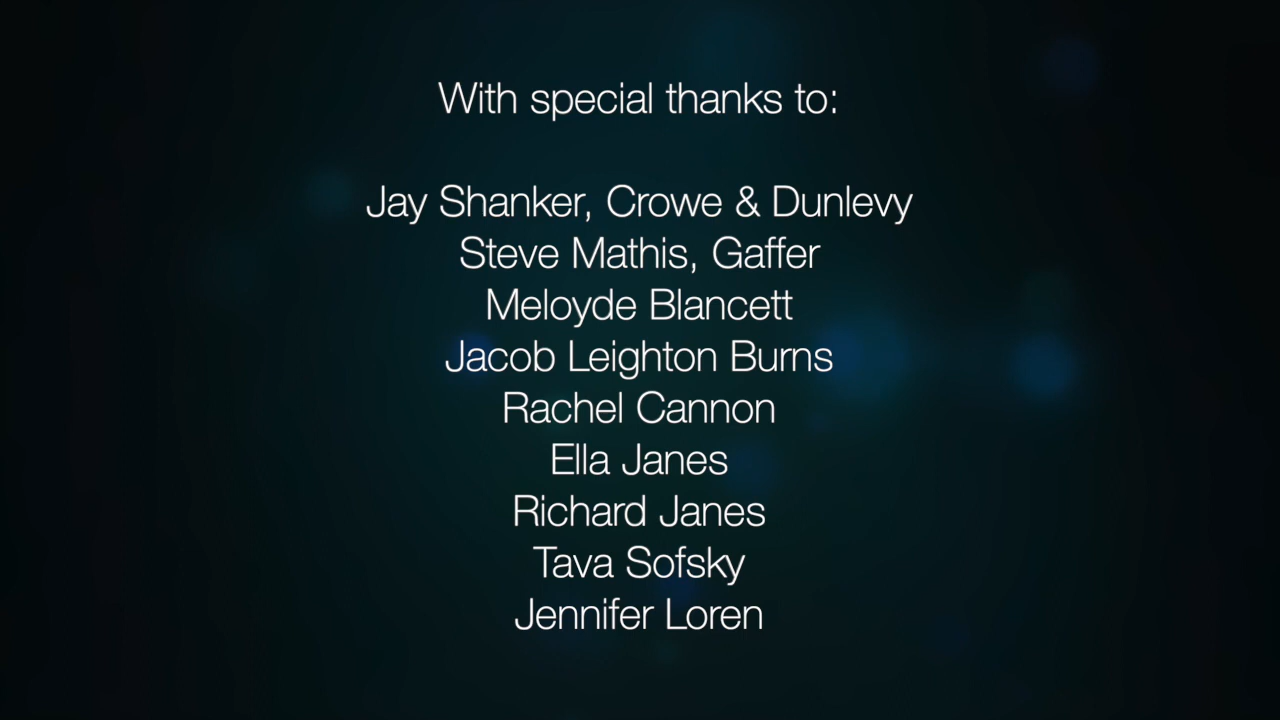 With special thanks to:
Jay Shanker, Crowe & Dunlevy
Steve Mathis, Gaffer
Meloyde Blancett
Jacob Leighton Burns
Rachel Cannon
Ella Janes
Richard Janes
Tava Sofsky
Jennifer Loren